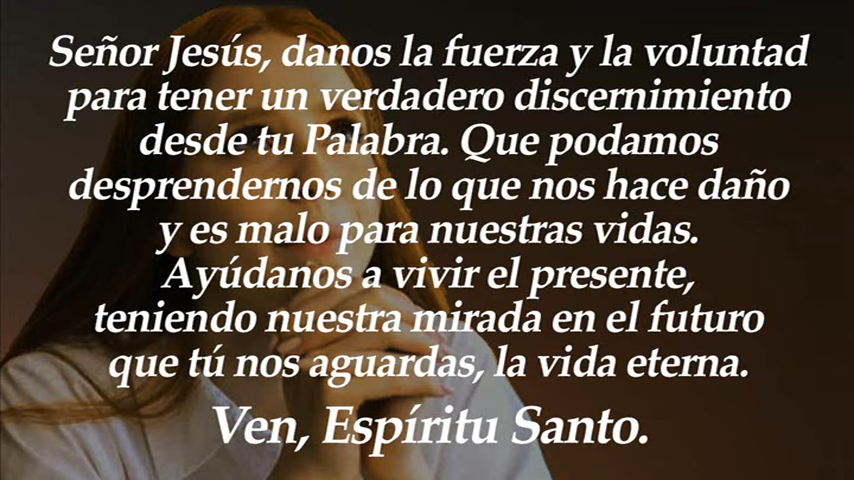 Señor Jesús, danos la fuerza y la voluntad
para tener un verdadero discernimiento
desde tu Palabra. Que podamos
desprendernos de lo que nos hace daño
y es malo para nuestras vidas.
Ayúdanos a vivir el presente,
teniendo nuestra mirada en el futuro
que tú nos aguardas, la vida eterna.
Ven, Espíritu Santo.